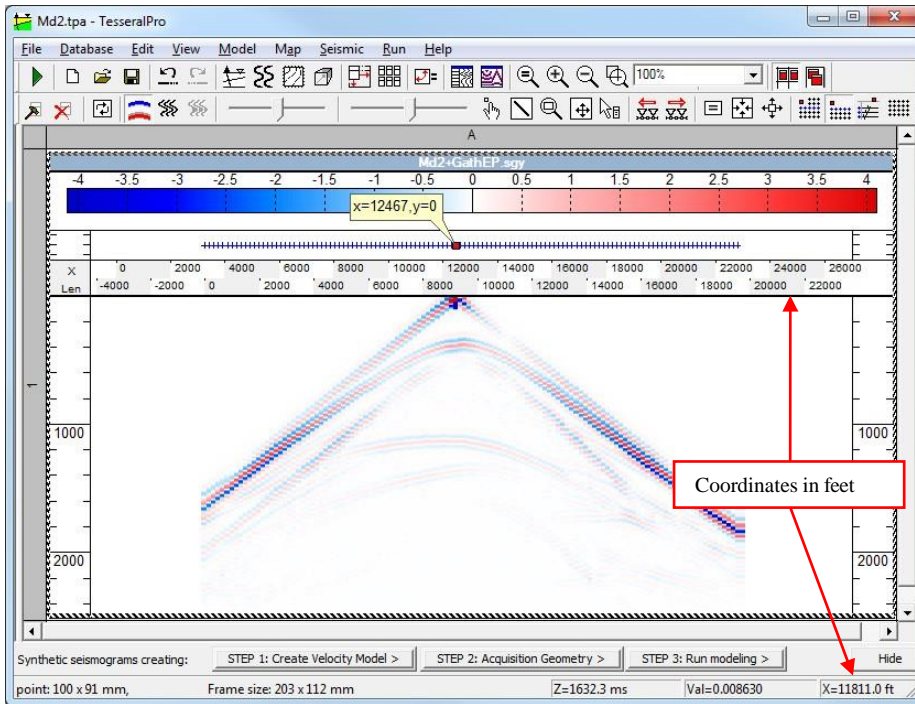 Md2.tpa - TesseralPro
File Database Edit View Model Map Seismic Run Help
100%
A
Md2+GathEP.sgy
-4 -3.5 -3 -2.5 -2 -1.5 -1 -0.5 0 0.5 1 1.5 2 2.5 3 3.5 4
x=12467,y=0
X 0 2000 4000 6000 8000 10000 12000 14000 16000 18000 20000 22000 24000 26000
Len -4000 -2000 0 2000 4000 6000 8000 10000 12000 14000 16000 18000 20000 22000
1
1000 1000
Coordinates in feet
2000 2000
Synthetic seismograms creating: STEP 1: Create Velocity Model > STEP 2: Acquisition Geometry > STEP 3: Run modeling > Hide
point: 100 x 91 mm, Frame size: 203 x 112 mm Z=1632.3 ms Val=0.008630 X=11811.0 ft